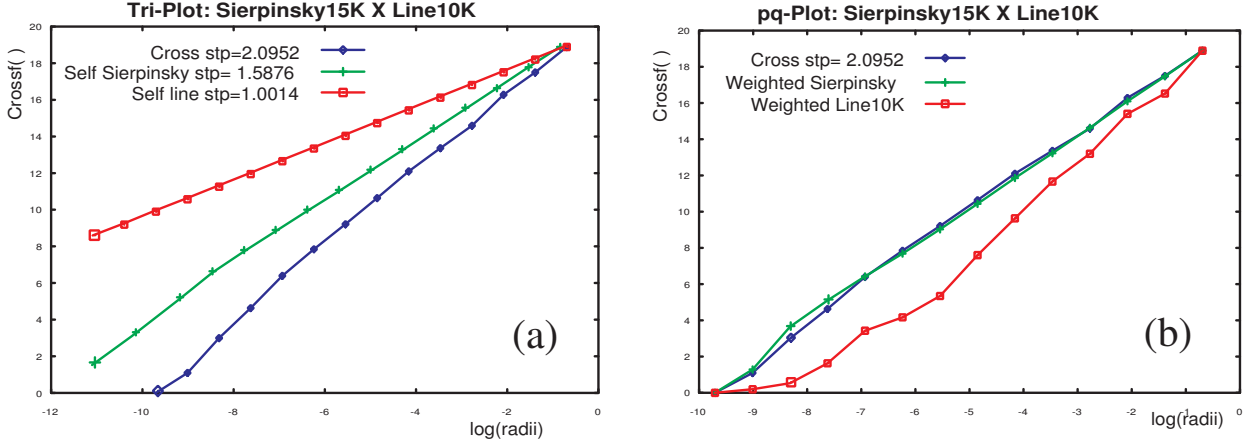 Tri-Plot: Sierpinsky15K X Line10K
Crossf( )
20
18
16
14
12
10
8
6
4
2
0
Cross stp=2.0952
Self Sierpinsky stp= 1.5876
Self line stp=1.0014
(a)
-12
-10
-8
-6
-4
-2
0
log(radii)
pq-Plot: Sierpinsky15K X Line10K
Crossf( )
20
18
16
14
12
10
8
6
4
2
0
Cross stp= 2.0952
Weighted Sierpinsky
Weighted Line10K
(b)
-10
-9
-8
-7
-6
-5
-4
-3
-2
-1
0
log(radii)